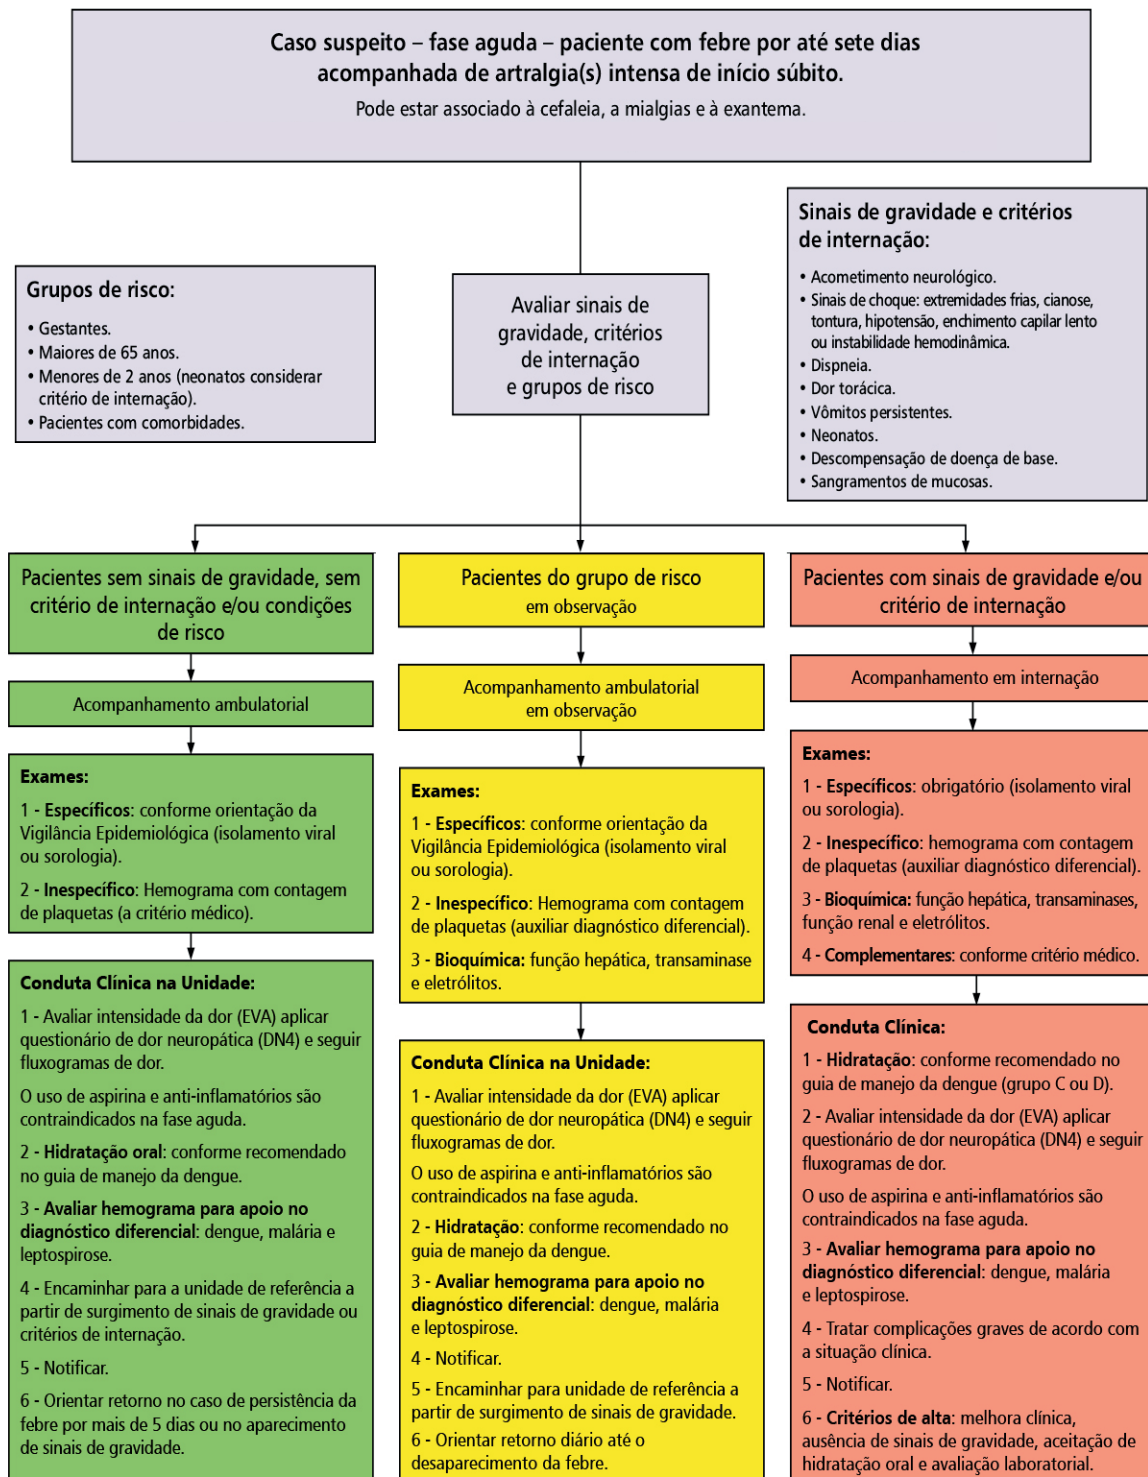 Caso suspeito – fase aguda – paciente com febre por até sete dias
acompanhada de artralgia(s) intensa de início súbito.
Pode estar associado à cefaleia, a mialgias e à exantema.
Grupos de risco:
• Gestantes.
• Maiores de 65 anos.
• Menores de 2 anos (neonatos considerar
critério de internação).
• Pacientes com comorbidades.
Avaliar sinais de
gravidade, critérios
de internação
e grupos de risco
Sinais de gravidade e critérios
de internação:
• Acometimento neurológico.
• Sinais de choque: extremidades frias, cianose,
tontura, hipotensão, enchimento capilar lento
ou instabilidade hemodinâmica.
• Dispneia.
• Dor torácica.
• Vômitos persistentes.
• Neonatos.
• Descompensação de doença de base.
• Sangramentos de mucosas.
Pacientes sem sinais de gravidade, sem
critério de internação e/ou condições
de risco
Acompanhamento ambulatorial
Exames:
1 - Específicos: conforme orientação da
Vigilância Epidemiológica (isolamento viral
ou sorologia).
2 - Inespecífico: Hemograma com contagem
de plaquetas (a critério médico).
Conduta Clínica na Unidade:
1 - Avaliar intensidade da dor (EVA) aplicar
questionário de dor neuropática (DN4) e seguir
fluxogramas de dor.
O uso de aspirina e anti-inflamatórios são
contraindicados na fase aguda.
2 - Hidratação oral: conforme recomendado
no guia de manejo da dengue.
3 - Avaliar hemograma para apoio no
diagnóstico diferencial: dengue, malária e
leptospirose.
4 - Encaminhar para a unidade de referência a
partir de surgimento de sinais de gravidade ou
critérios de internação.
5 - Notificar.
6 - Orientar retorno no caso de persistência da
febre por mais de 5 dias ou no aparecimento
de sinais de gravidade.
Pacientes do grupo de risco
em observação
Acompanhamento ambulatorial
em observação
Exames:
1 - Específicos: conforme orientação da
Vigilância Epidemiológica (isolamento viral
ou sorologia).
2 - Inespecífico: Hemograma com contagem
de plaquetas (auxiliar diagnóstico diferencial).
3 - Bioquímica: função hepática, transaminase
e eletrólitos.
Conduta Clínica na Unidade:
1 - Avaliar intensidade da dor (EVA) aplicar
questionário de dor neuropática (DN4) e seguir
fluxogramas de dor.
O uso de aspirina e anti-inflamatórios são
contraindicados na fase aguda.
2 - Hidratação: conforme recomendado no
guia de manejo da dengue.
3 - Avaliar hemograma para apoio no
diagnóstico diferencial: dengue, malária
e leptospirose.
4 - Notificar.
5 - Encaminhar para unidade de referência a
partir de surgimento de sinais de gravidade.
6 - Orientar retorno diário até o
desaparecimento da febre.
Pacientes com sinais de gravidade e/ou
critério de internação
Acompanhamento em internação
Exames:
1 - Específicos: obrigatório (isolamento viral
ou sorologia).
2 - Inespecífico: hemograma com contagem
de plaquetas (auxiliar diagnóstico diferencial).
3 - Bioquímica: função hepática, transaminases,
função renal e eletrólitos.
4 - Complementares: conforme critério médico.
Conduta Clínica:
1 - Hidratação: conforme recomendado no
guia de manejo da dengue (grupo C ou D).
2 - Avaliar intensidade da dor (EVA) aplicar
questionário de dor neuropática (DN4) e seguir
fluxogramas de dor.
O uso de aspirina e anti-inflamatórios são
contraindicados na fase aguda.
3 - Avaliar hemograma para apoio no
diagnóstico diferencial: dengue, malária
e leptospirose.
4 - Tratar complicações graves de acordo com
a situação clínica.
5 - Notificar.
6 - Critérios de alta: melhora clínica,
ausência de sinais de gravidade, aceitação de
hidratação oral e avaliação laboratorial.